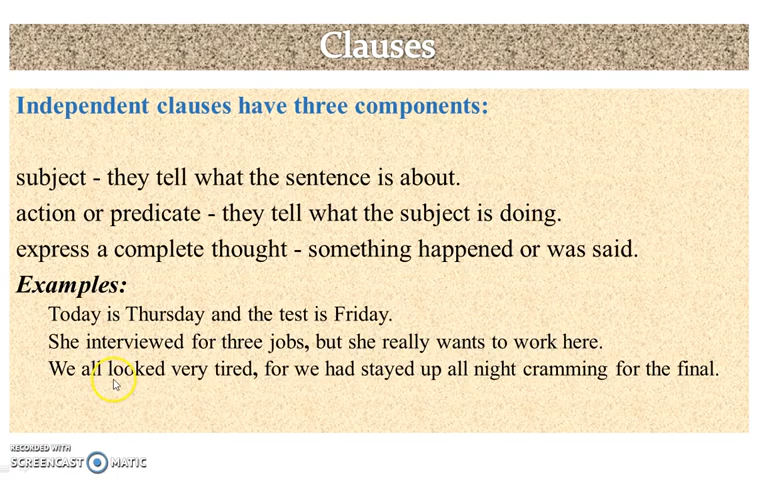 Clauses
Independent clauses have three components:
subject - they tell what the sentence is about.
action or predicate - they tell what the subject is doing.
express a complete thought - something happened or was said.
Examples:
Today is Thursday and the test is Friday.
She interviewed for three jobs, but she really wants to work here.
We all looked very tired, for we had stayed up all night cramming for the final.
RECORDED WITH
SCREENCAST MATIC